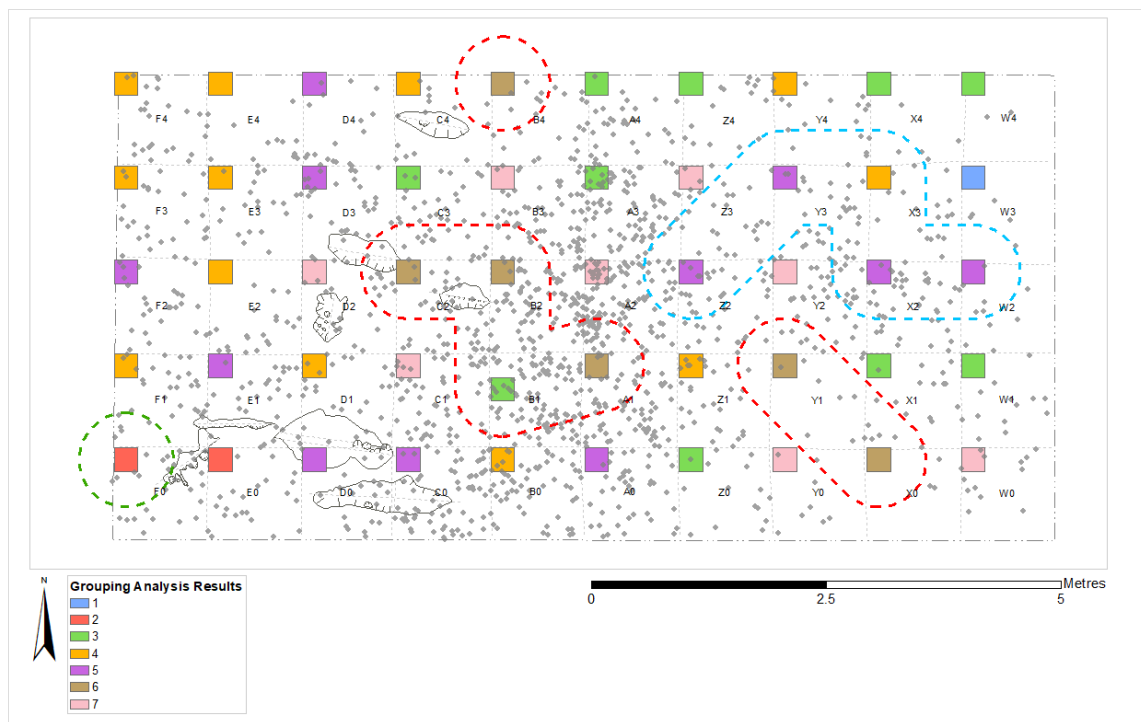 F4 E4 D4 C4 B4 A4 Z4 Y4 X4 W4
F3 E3 D3 C3 B3 A3 Z3 Y3 X3 W3
F2 E2 D2 C2 B2 A2 Z2 Y2 X2 W2
F1 E1 D1 C1 B1 A1 Z1 Y1 X1 W1
F0 E0 D0 C0 B0 A0 Z0 Y0 X0 W0
N
Grouping Analysis Results
1
2
3
4
5
6
7
Metres
0 2.5 5